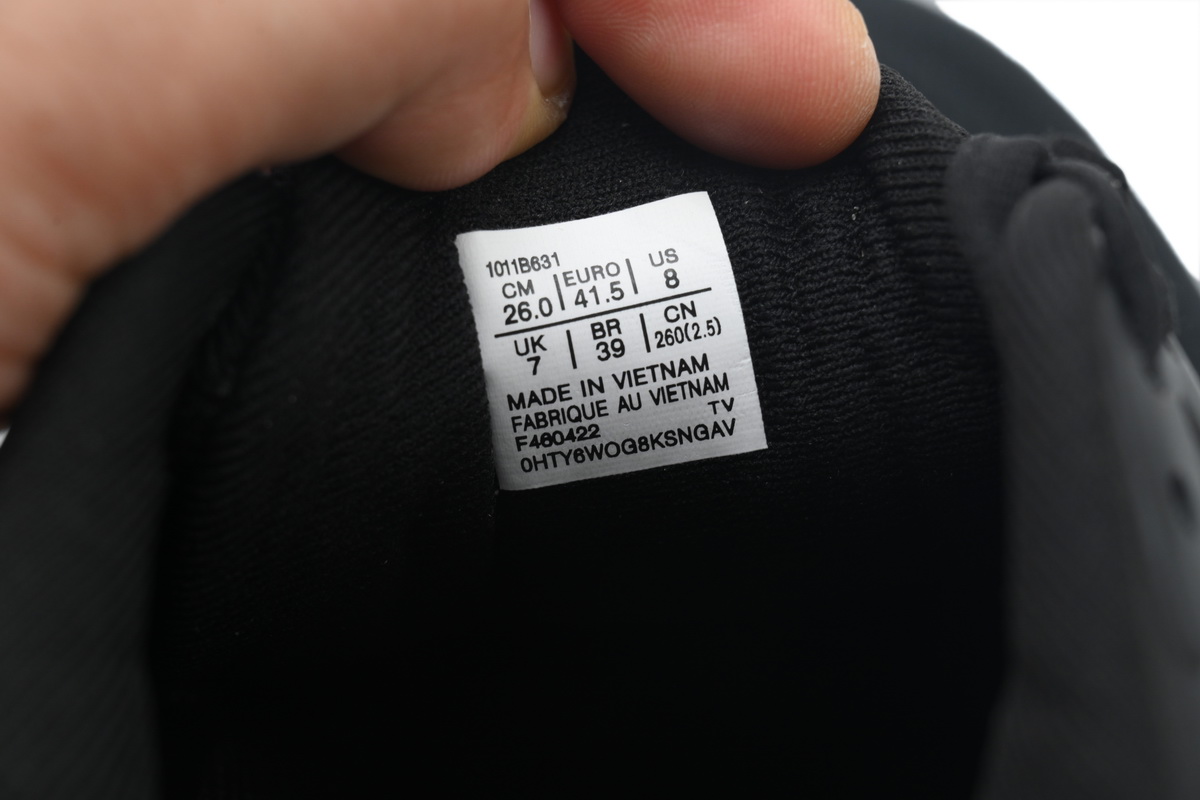 1011B631
CM | EURO | US
26.0 | 41.5 | 8
UK | BR | CN
7 | 39 | 260(2.5)
MADE IN VIETNAM
FABRIQUE AU VIETNAM
TV
F460422
0HTY6WOG8KSNGAV